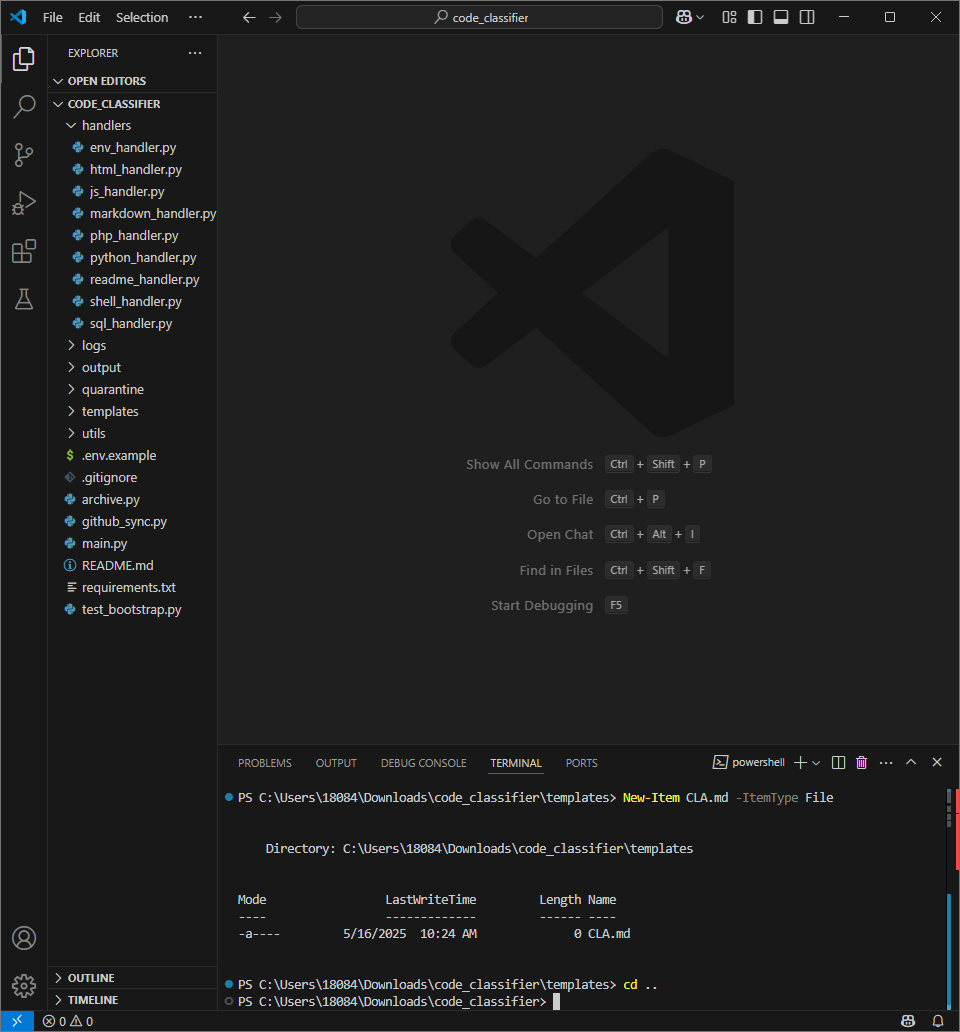 File Edit Selection ··· code_classifier
EXPLORER ···
OPEN EDITORS
CODE_CLASSIFIER
handlers
env_handler.py
html_handler.py
js_handler.py
markdown_handler.py
php_handler.py
python_handler.py
readme_handler.py
shell_handler.py
sql_handler.py
logs
output
quarantine
templates
utils
$ .env.example
.gitignore
archive.py
github_sync.py
main.py
README.md
requirements.txt
test_bootstrap.py
OUTLINE
TIMELINE
Show All Commands Ctrl + Shift + P
Go to File Ctrl + P
Open Chat Ctrl + Alt + I
Find in Files Ctrl + Shift + F
Start Debugging F5
PROBLEMS OUTPUT DEBUG CONSOLE TERMINAL PORTS powershell ···
PS C:\Users\18084\Downloads\code_classifier\templates> New-Item CLA.md -ItemType File
Directory: C:\Users\18084\Downloads\code_classifier\templates
Mode LastWriteTime Length Name
---- ------------- ------ ----
-a---- 5/16/2025 10:24 AM 0 CLA.md
PS C:\Users\18084\Downloads\code_classifier\templates> cd ..
PS C:\Users\18084\Downloads\code_classifier>
0 0